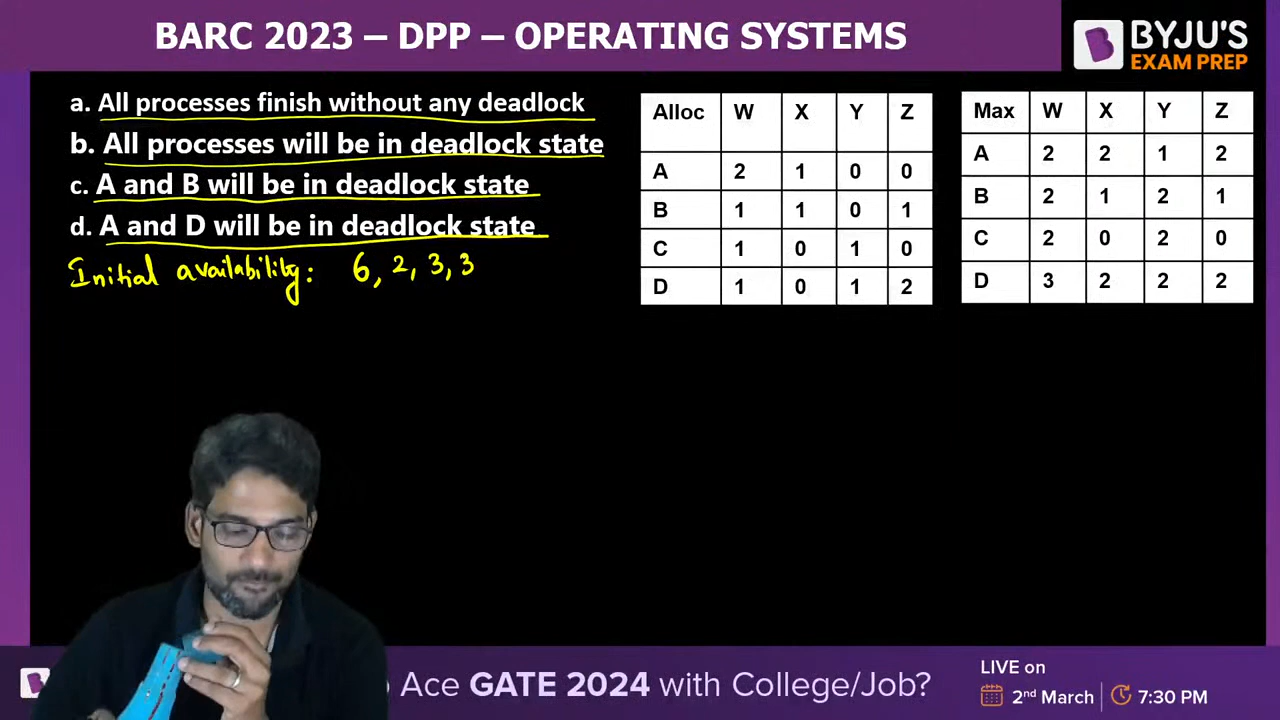 BARC 2023 – DPP – OPERATING SYSTEMS
BYJU'S
EXAM PREP
a. All processes finish without any deadlock
b. All processes will be in deadlock state
c. A and B will be in deadlock state
d. A and D will be in deadlock state
Initial availability: 6, 2, 3, 3
Alloc W X Y Z
A 2 1 0 0
B 1 1 0 1
C 1 0 1 0
D 1 0 1 2
Max W X Y Z
A 2 2 1 2
B 2 1 2 1
C 2 0 2 0
D 3 2 2 2
Ace GATE 2024 with College/Job?
LIVE on
2nd March | 7:30 PM